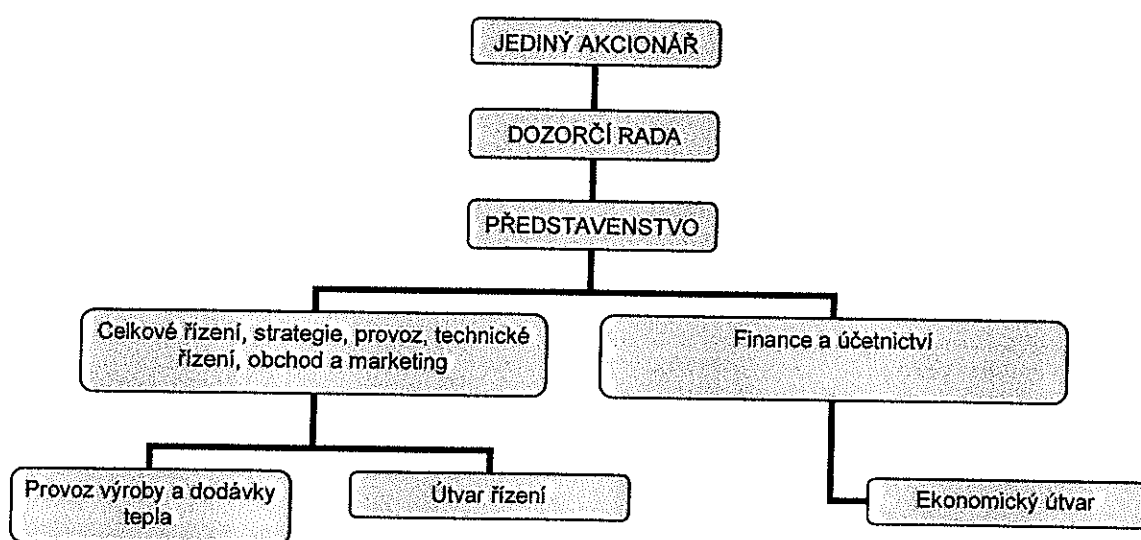 JEDINÝ AKCIONÁŘ
DOZORČÍ RADA
PŘEDSTAVENSTVO
Celkové řízení, strategie, provoz, technické
řízení, obchod a marketing
Finance a účetnictví
Provoz výroby a dodávky
tepla
Útvar řízení
Ekonomický útvar